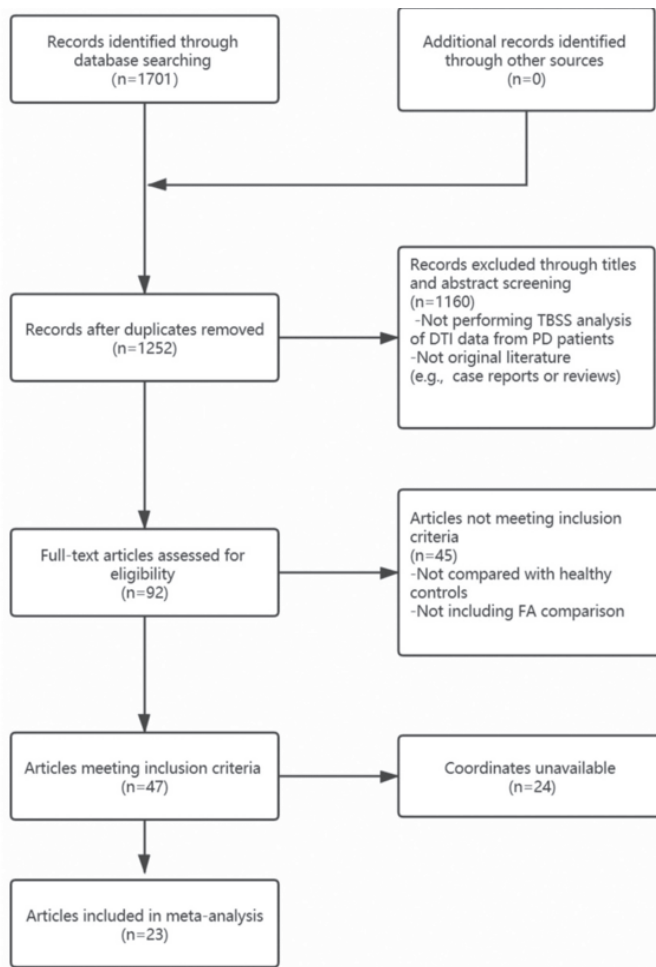 Records identified through
database searching
(n=1701)
Additional records identified
through other sources
(n=0)
Records excluded through titles
and abstract screening
(n=1160)
-Not performing TBSS analysis
of DTI data from PD patients
-Not original literature
(e.g., case reports or reviews)
Records after duplicates removed
(n=1252)
Articles not meeting inclusion
criteria
(n=45)
-Not compared with healthy
controls
-Not including FA comparison
Full-text articles assessed for
eligibility
(n=92)
Articles meeting inclusion criteria
(n=47)
Coordinates unavailable
(n=24)
Articles included in meta-analysis
(n=23)